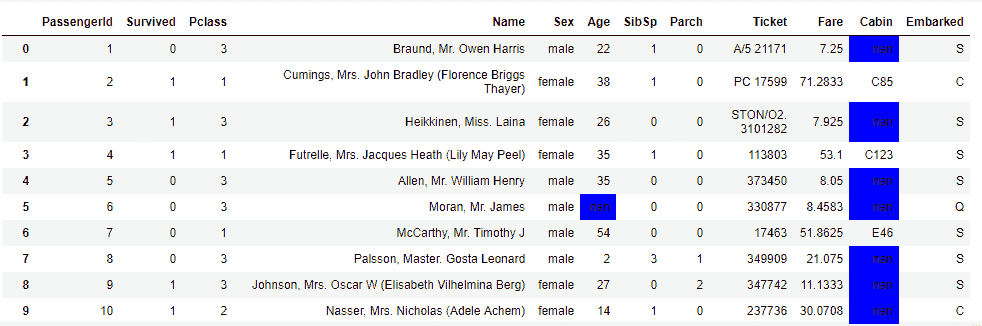 PassengerId Survived Pclass Name Sex Age SibSp Parch Ticket Fare Cabin Embarked
0 1 0 3 Braund, Mr. Owen Harris male 22 1 0 A/5 21171 7.25 nan S
1 2 1 1 Cumings, Mrs. John Bradley (Florence Briggs Thayer) female 38 1 0 PC 17599 71.2833 C85 C
2 3 1 3 Heikkinen, Miss. Laina female 26 0 0 STON/O2. 3101282 7.925 nan S
3 4 1 1 Futrelle, Mrs. Jacques Heath (Lily May Peel) female 35 1 0 113803 53.1 C123 S
4 5 0 3 Allen, Mr. William Henry male 35 0 0 373450 8.05 nan S
5 6 0 3 Moran, Mr. James male nan 0 0 330877 8.4583 nan Q
6 7 0 1 McCarthy, Mr. Timothy J male 54 0 0 17463 51.8625 E46 S
7 8 0 3 Palsson, Master. Gosta Leonard male 2 3 1 349909 21.075 nan S
8 9 1 3 Johnson, Mrs. Oscar W (Elisabeth Vilhelmina Berg) female 27 0 2 347742 11.1333 nan S
9 10 1 2 Nasser, Mrs. Nicholas (Adele Achem) female 14 1 0 237736 30.0708 nan C